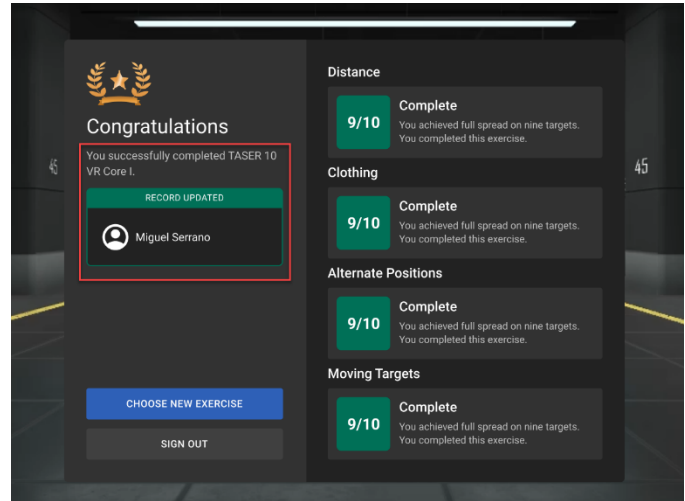 Congratulations
You successfully completed TASER 10
VR Core I.
RECORD UPDATED
Miguel Serrano
CHOOSE NEW EXERCISE
SIGN OUT
Distance
9/10
Complete
You achieved full spread on nine targets.
You completed this exercise.
Clothing
9/10
Complete
You achieved full spread on nine targets.
You completed this exercise.
Alternate Positions
9/10
Complete
You achieved full spread on nine targets.
You completed this exercise.
Moving Targets
9/10
Complete
You achieved full spread on nine targets.
You completed this exercise.
45
45